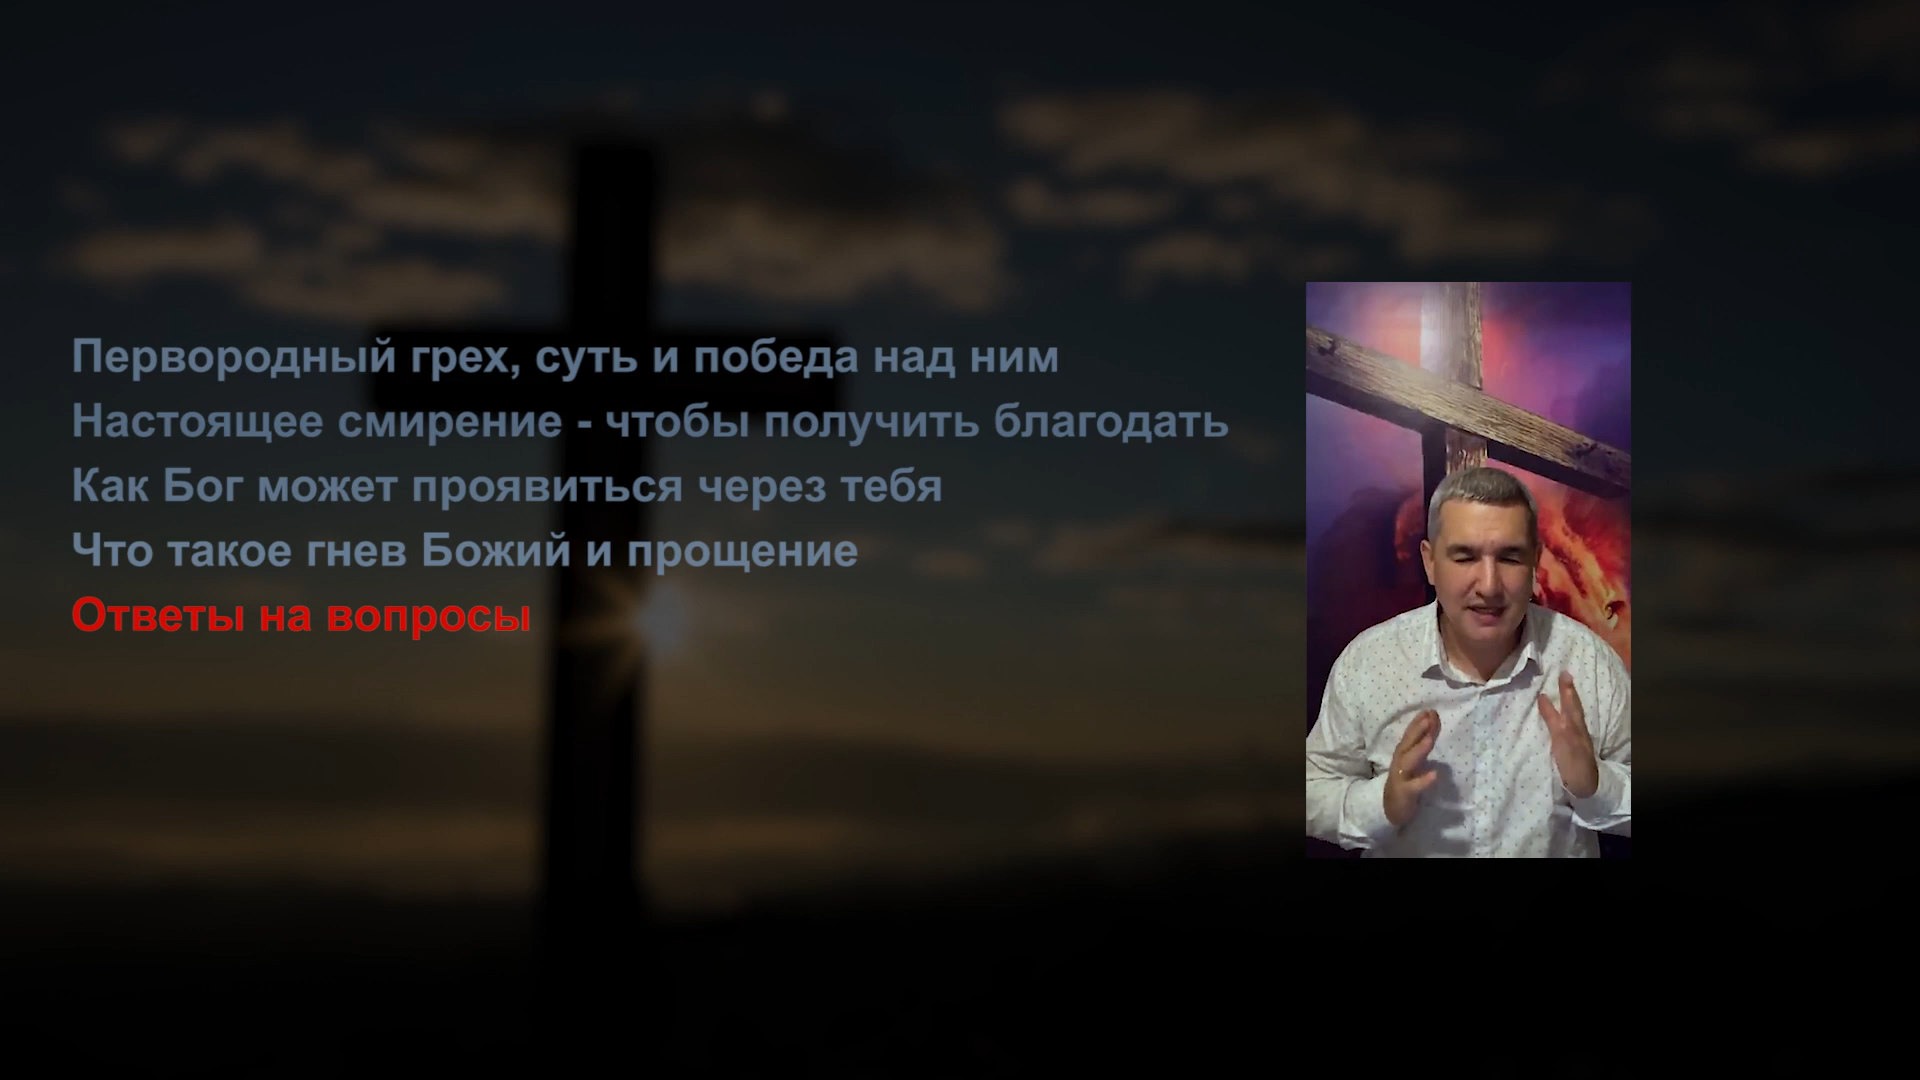 Первородный грех, суть и победа над ним
Настоящее смирение - чтобы получить благодать
Как Бог может проявиться через тебя
Что такое гнев Божий и прощение
Ответы на вопросы